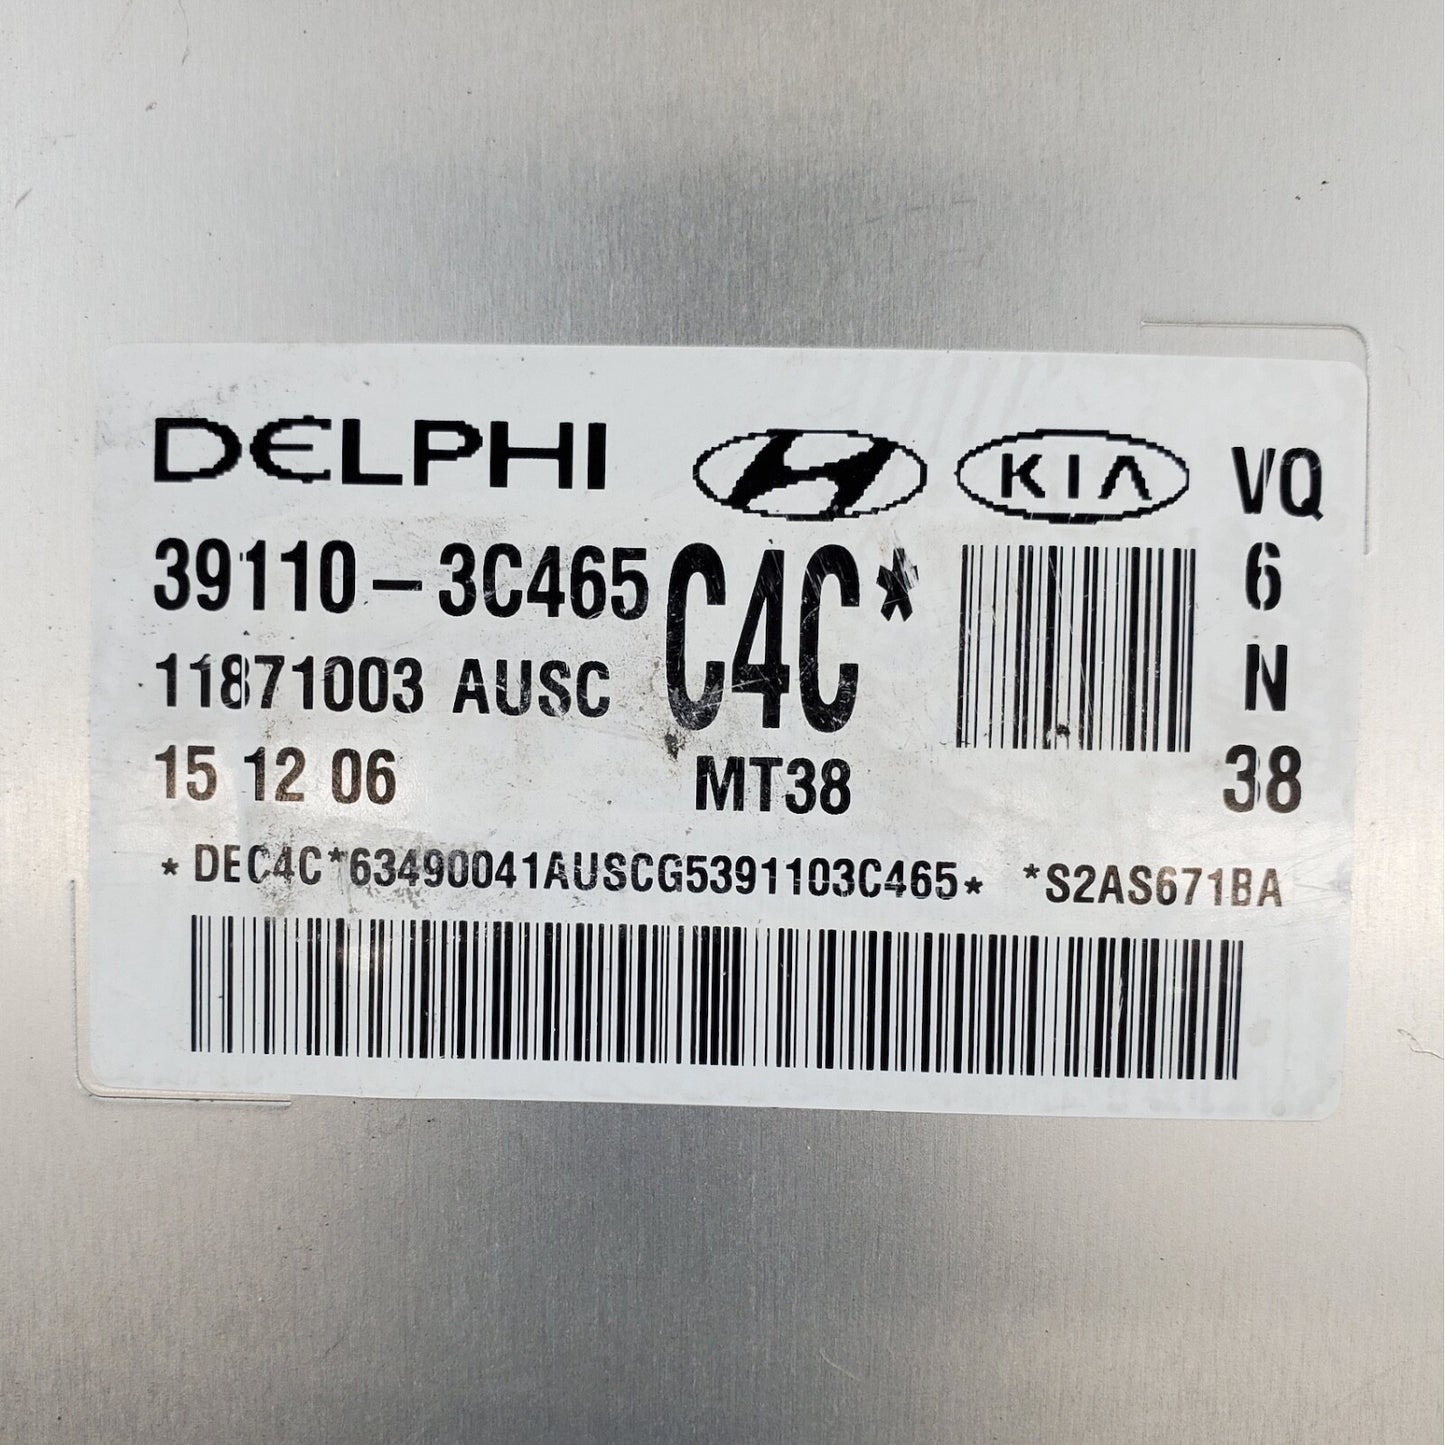 DELPHI KIA VQ
39110-3C465 C4C* 6
11871003 AUSC N
15 12 06 MT38 38
*DEC4C*63490041AUSCG5391103C465* *S2AS671BA